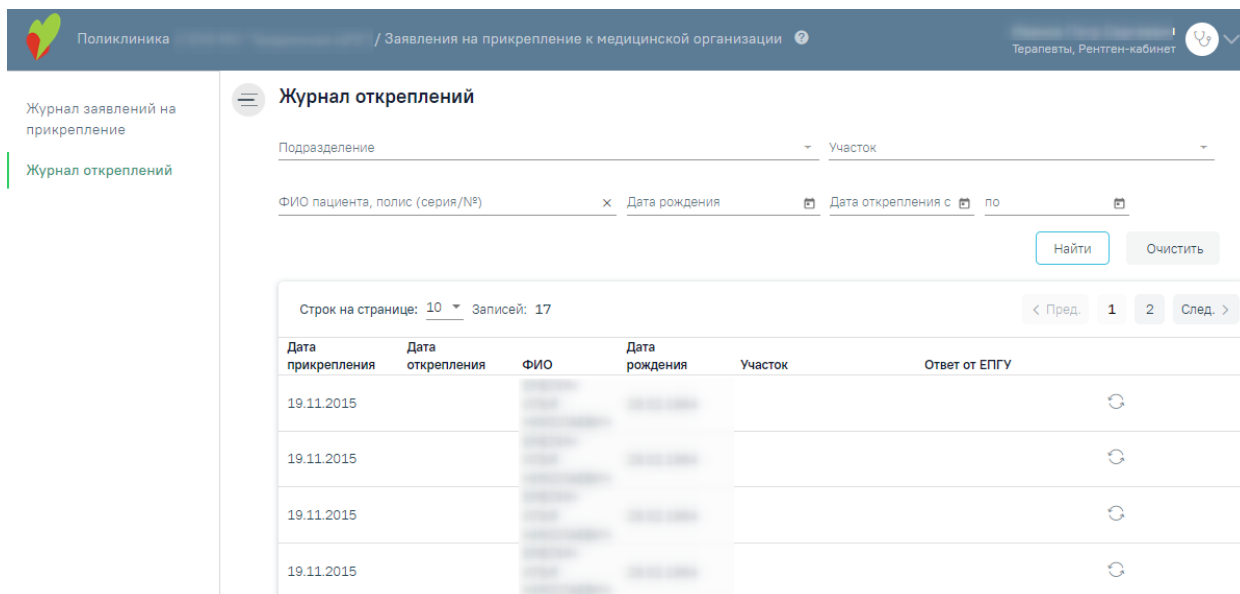 Поликлиника / Заявления на прикрепление к медицинской организации ?
Терапевты, Рентген-кабинет
Журнал заявлений на
прикрепление
Журнал откреплений
Журнал откреплений
Подразделение Участок
ФИО пациента, полис (серия/№) × Дата рождения Дата открепления с по
Найти Очистить
Строк на странице: 10 Записей: 17 < Пред. 1 2 След. >
Дата прикрепления Дата открепления ФИО Дата рождения Участок Ответ от ЕПГУ
19.11.2015
19.11.2015
19.11.2015
19.11.2015